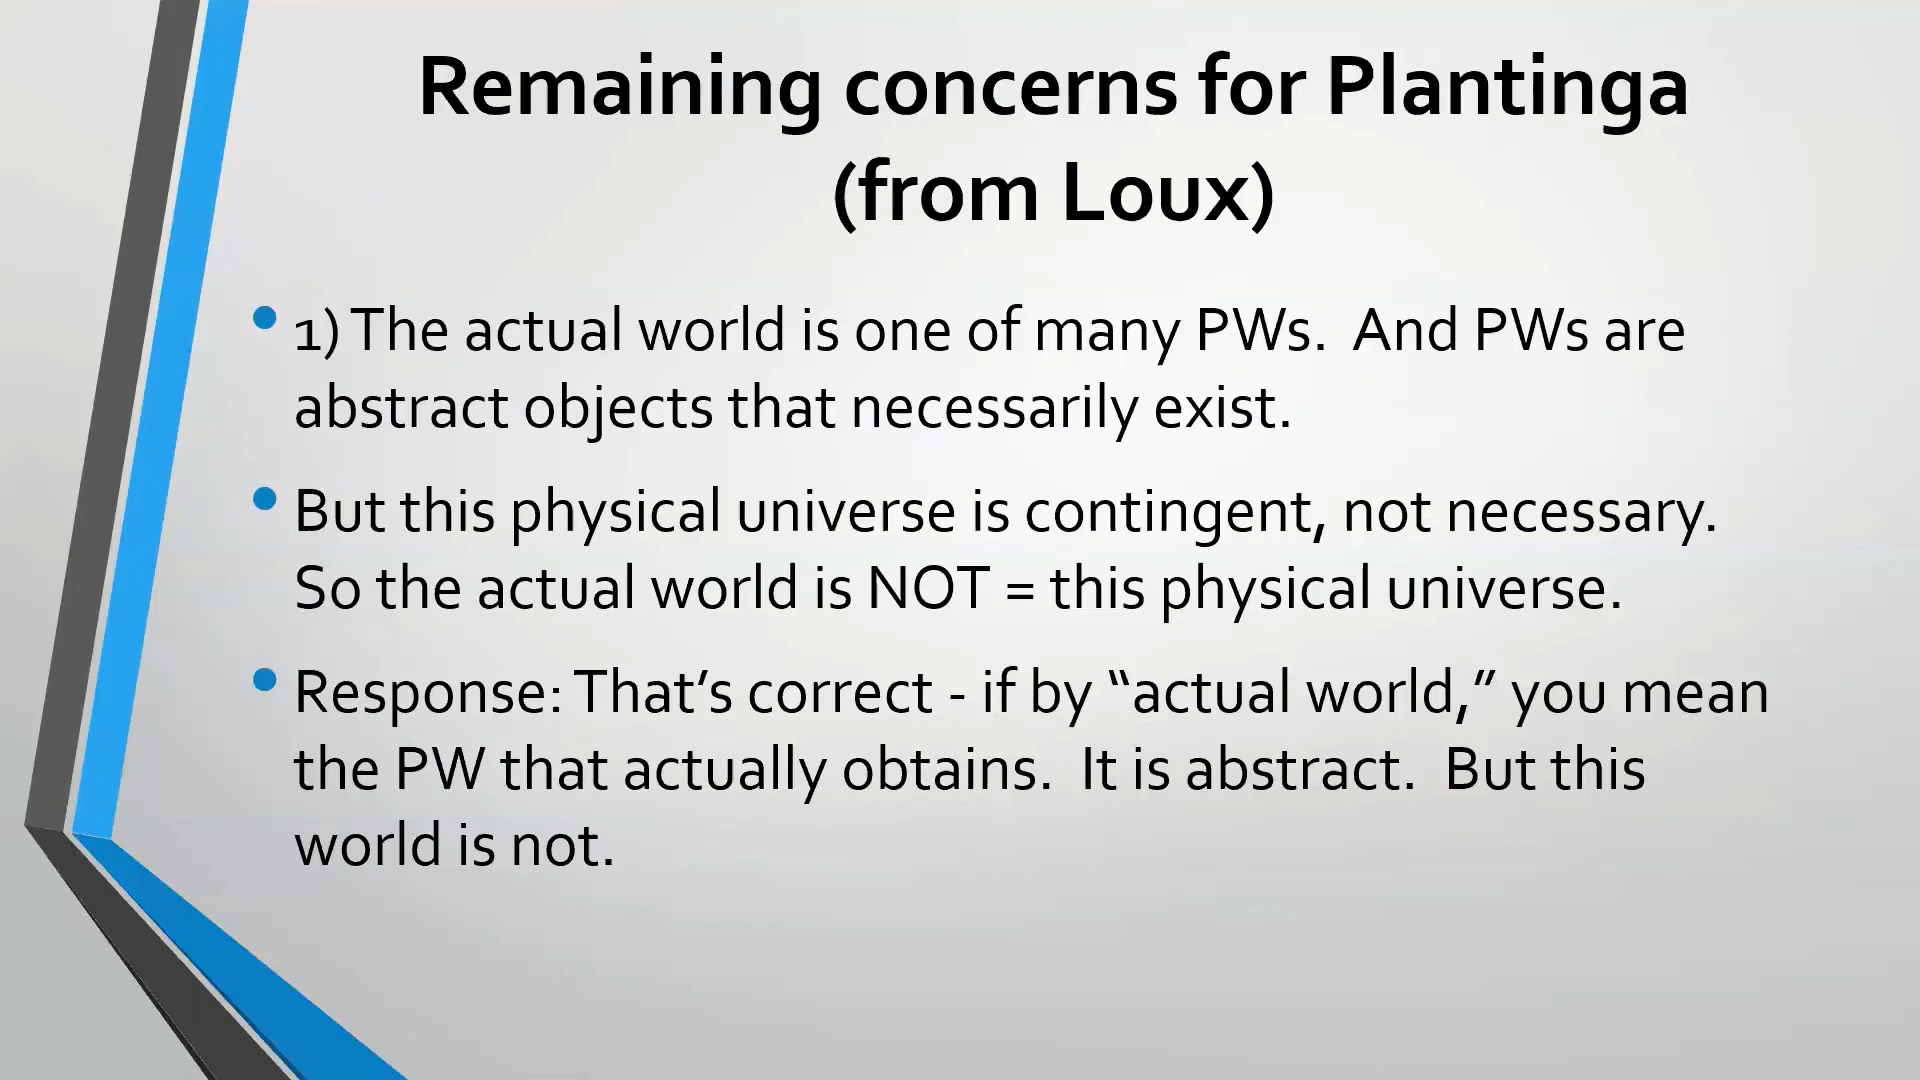 Remaining concerns for Plantinga
(from Loux)
• 1) The actual world is one of many PWs.  And PWs are
abstract objects that necessarily exist.
• But this physical universe is contingent, not necessary.
So the actual world is NOT = this physical universe.
• Response: That’s correct - if by “actual world,” you mean
the PW that actually obtains.  It is abstract.  But this
world is not.